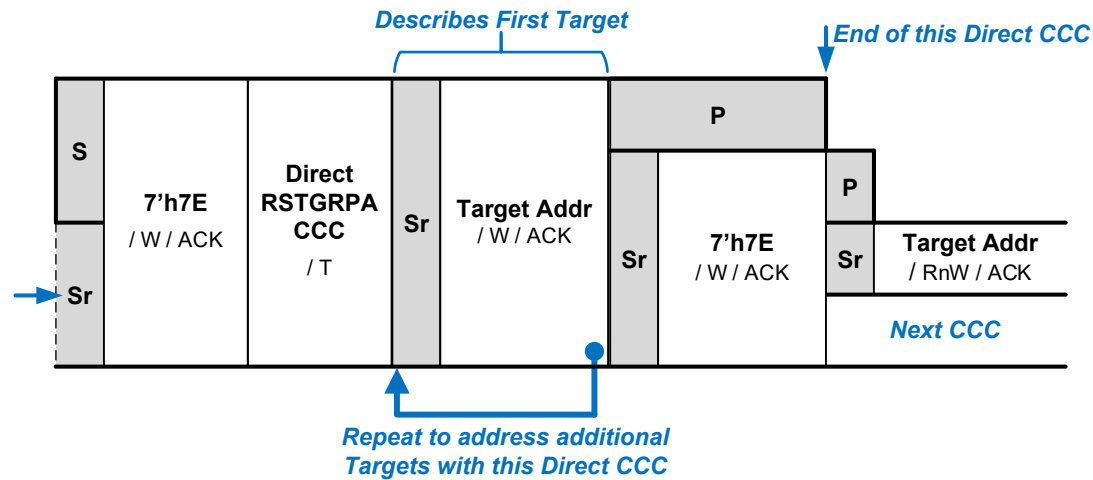 Describes First Target
End of this Direct CCC
S
Sr
7'h7E
/ W / ACK
Direct
RSTGRPA
CCC
/ T
Sr
Target Addr
/ W / ACK
P
Sr
7'h7E
/ W / ACK
P
Sr
Target Addr
/ RnW / ACK
Next CCC
Repeat to address additional
Targets with this Direct CCC